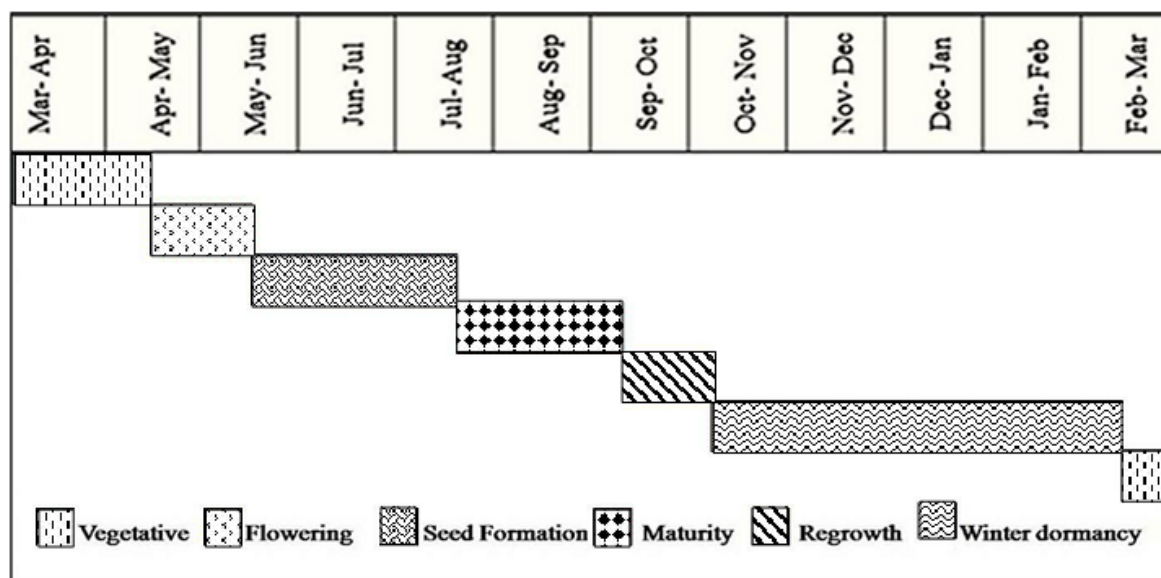 Mar- Apr
Apr- May
May- Jun
Jun- Jul
Jul- Aug
Aug- Sep
Sep- Oct
Oct- Nov
Nov- Dec
Dec- Jan
Jan- Feb
Feb- Mar
Vegetative
Flowering
Seed Formation
Maturity
Regrowth
Winter dormancy